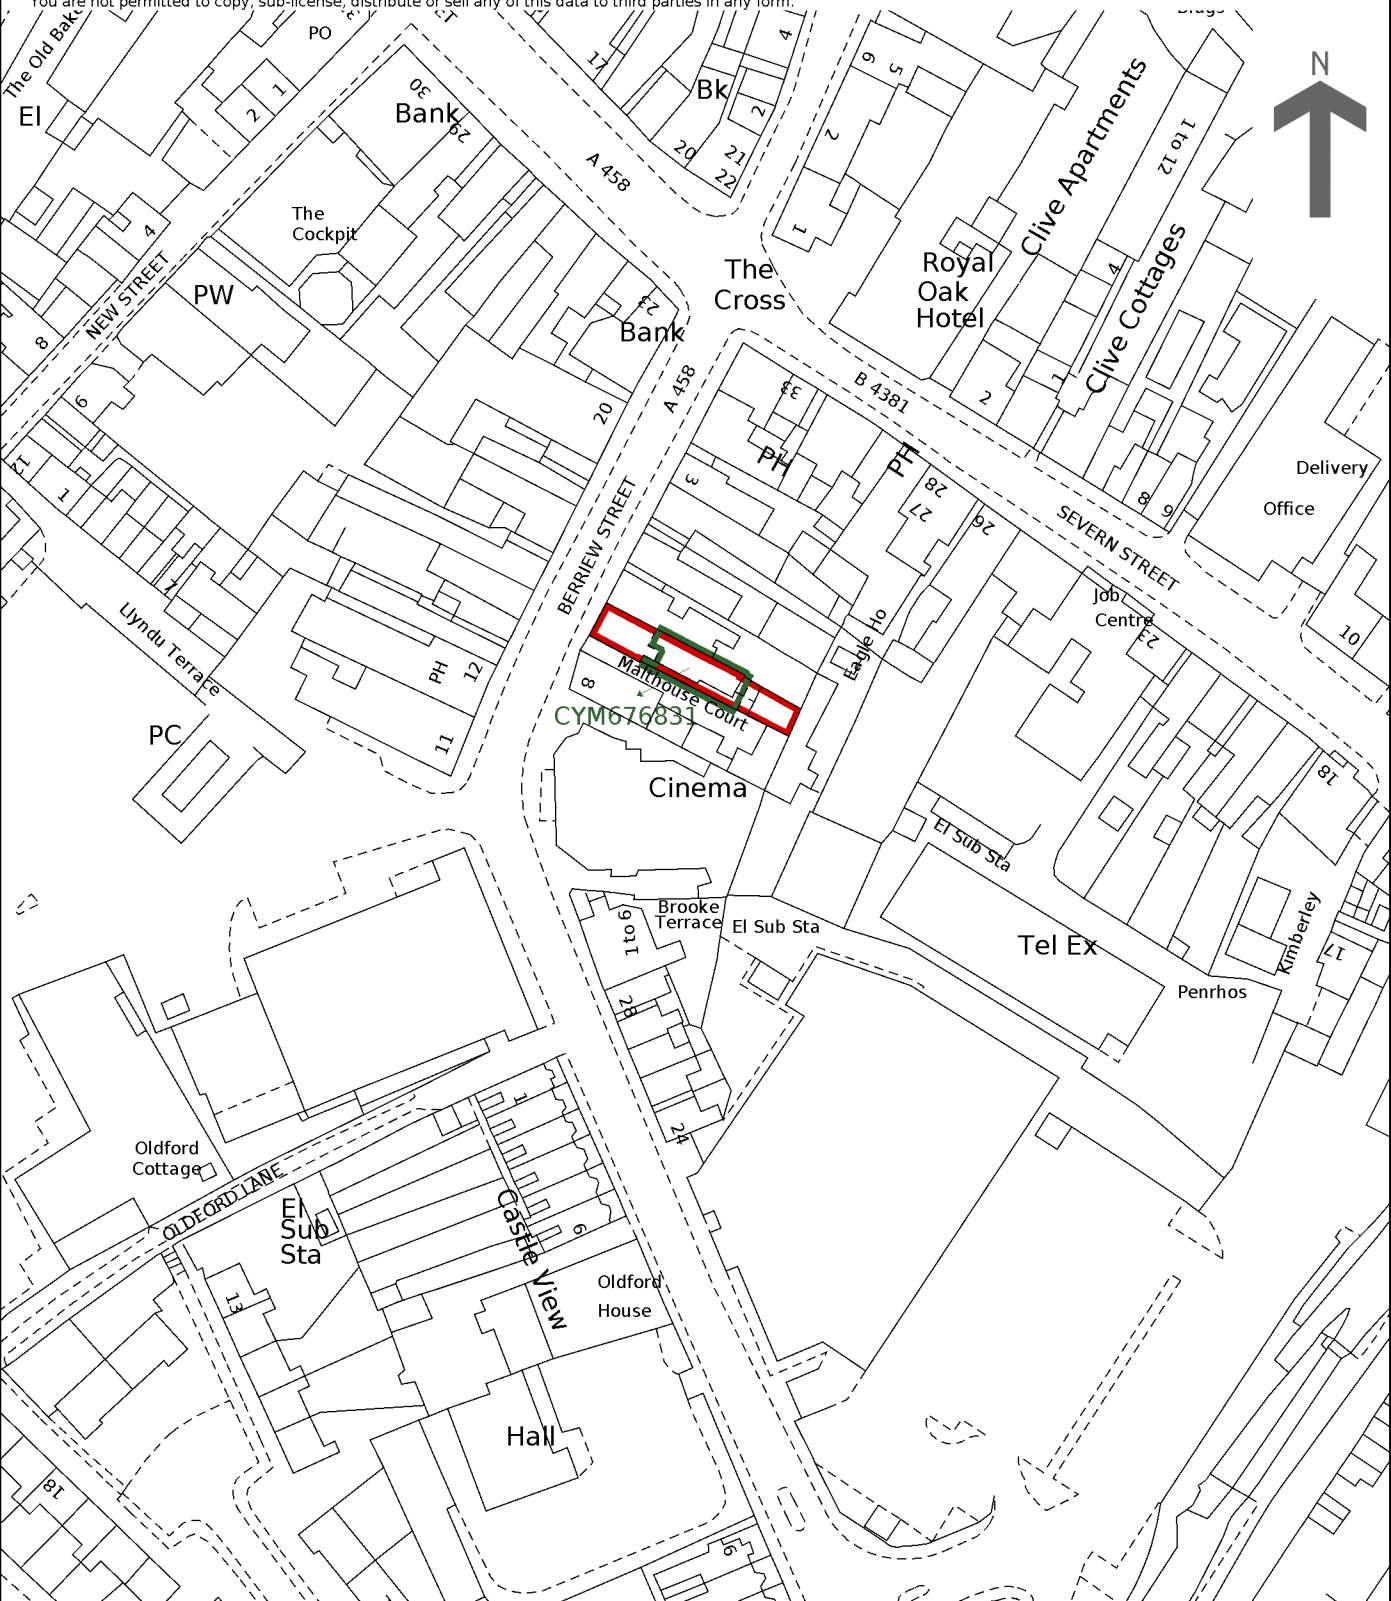 You are not permitted to copy, sub-license, distribute or sell any of this data to third parties in any form.
The Old Bake
El
PO
1
2
30
Bank
29
17
Bk
4
2
20
21
22
A 458
6
5
2
1
N
1 to 12
Clive Apartments
4
The
Cockpit
NEW STREET
PW
8
6
4
23
Bank
The
Cross
Royal
Oak
Hotel
Clive Cottages
1
2
A 458
20
33
B 4381
PH
PH
3
28
27
26
8
9
Delivery
Office
12
1
7
Llyndu Terrace
BERRIEW STREET
SEVERN STREET
Job
Centre
23
10
Eagle Ho
PH
12
11
8
Malthouse Court
CYM676831
PC
Cinema
18
El Sub Sta
Brooke
Terrace
El Sub Sta
1 to 9
28
24
Tel Ex
Kimberley
17
Penrhos
Oldford
Cottage
OLDFORD LANE
El
Sub
Sta
1
6
Castle View
Oldford
House
13
Hall
18
6